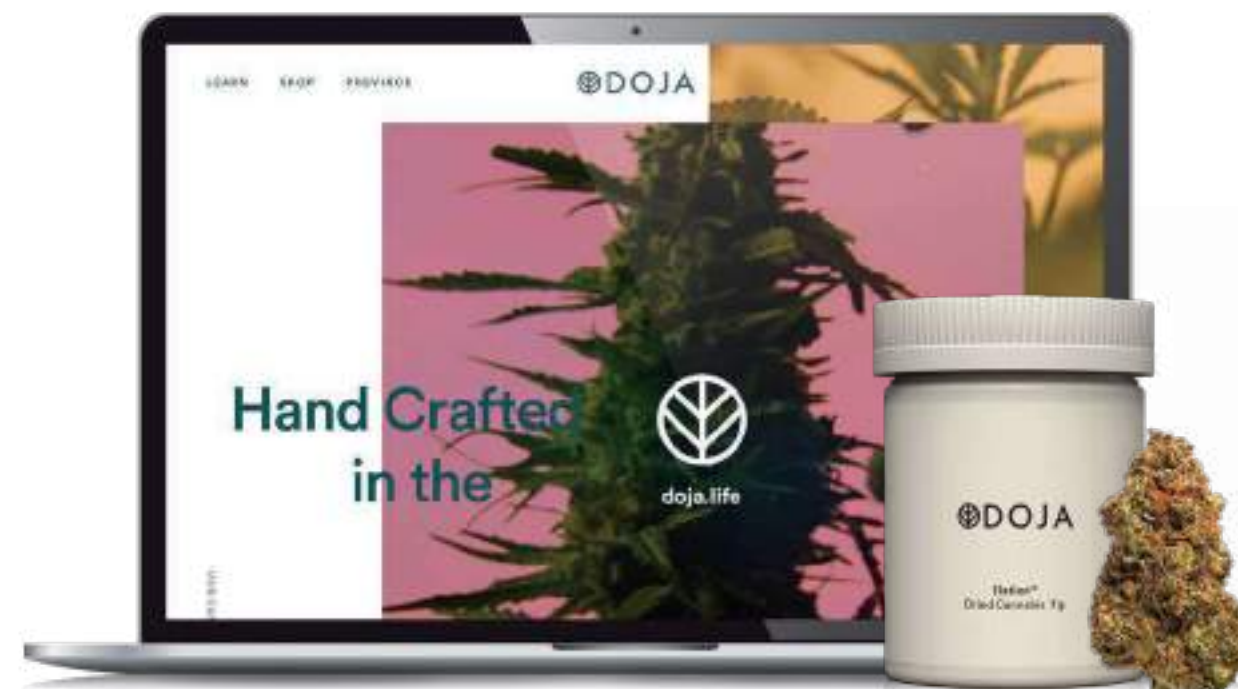 LEARN SHOP PROVINCE
DOJA
Hand Crafted
in the
doja.life
DOJA
Dried Cannabis